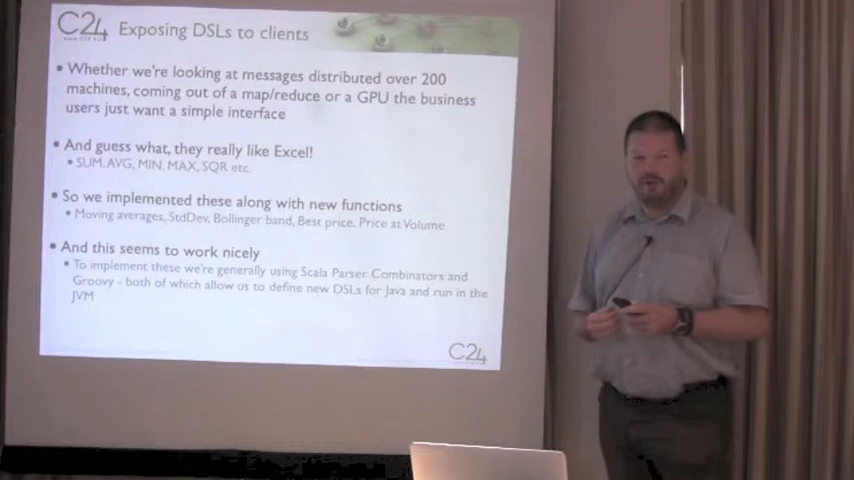 C24 Exposing DSLs to clients
• Whether we're looking at messages distributed over 200
machines, coming out of a map/reduce or a GPU the business
users just want a simple interface
• And guess what, they really like Excel!
• SUM, AVG, MIN, MAX, SQR etc.
• So we implemented these along with new functions
• Moving averages, StdDev, Bollinger band, Best price, Price at Volume
• And this seems to work nicely
• To implement these we're generally using Scala Parser Combinators and
Groovy - both of which allow us to define new DSLs for Java and run in the
JVM
C24